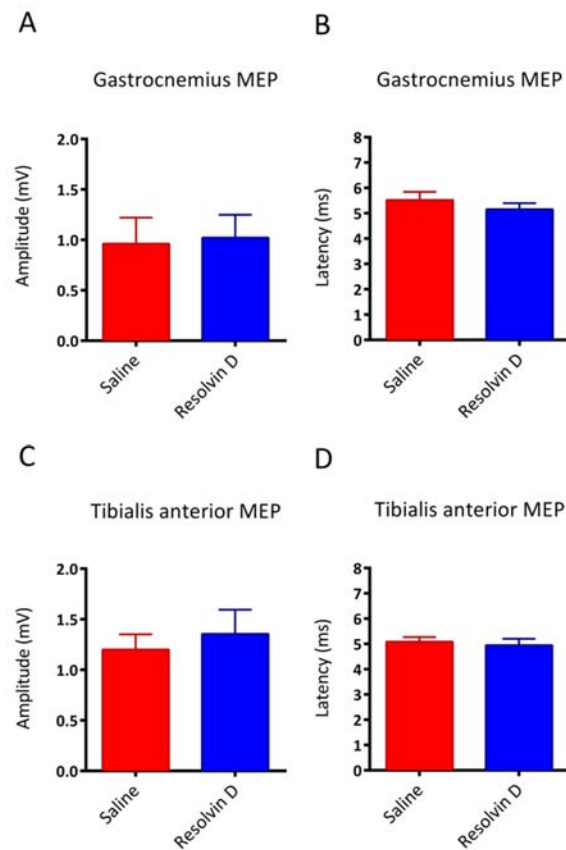 A
B
Gastrocnemius MEP
Gastrocnemius MEP
Amplitude (mV)
2.0
1.5
1.0
0.5
0.0
Saline
Resolvin D
Latency (ms)
8
7
6
5
4
3
2
1
0
Saline
Resolvin D
C
D
Tibialis anterior MEP
Tibialis anterior MEP
Amplitude (mV)
2.0
1.5
1.0
0.5
0.0
Saline
Resolvin D
Latency (ms)
8
7
6
5
4
3
2
1
0
Saline
Resolvin D